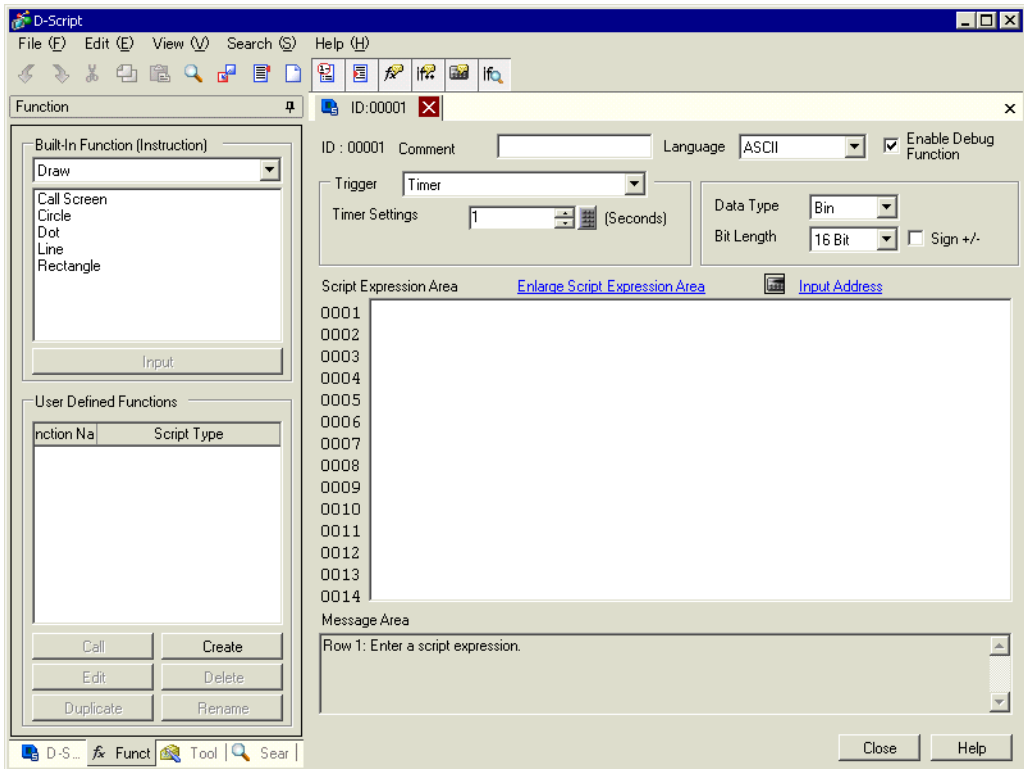 D-Script
File (F) Edit (E) View (V) Search (S) Help (H)
Function
ID:00001
Built-In Function (Instruction)
Draw
Call Screen
Circle
Dot
Line
Rectangle
Input
User Defined Functions
nction Na Script Type
Call Create
Edit Delete
Duplicate Rename
D-S... fx Funct Tool Sear
ID : 00001 Comment Language ASCII Enable Debug
Function
Trigger Timer
Timer Settings 1 (Seconds)
Data Type Bin
Bit Length 16 Bit Sign +/-
Script Expression Area Enlarge Script Expression Area Input Address
0001
0002
0003
0004
0005
0006
0007
0008
0009
0010
0011
0012
0013
0014
Message Area
Row 1: Enter a script expression.
Close Help